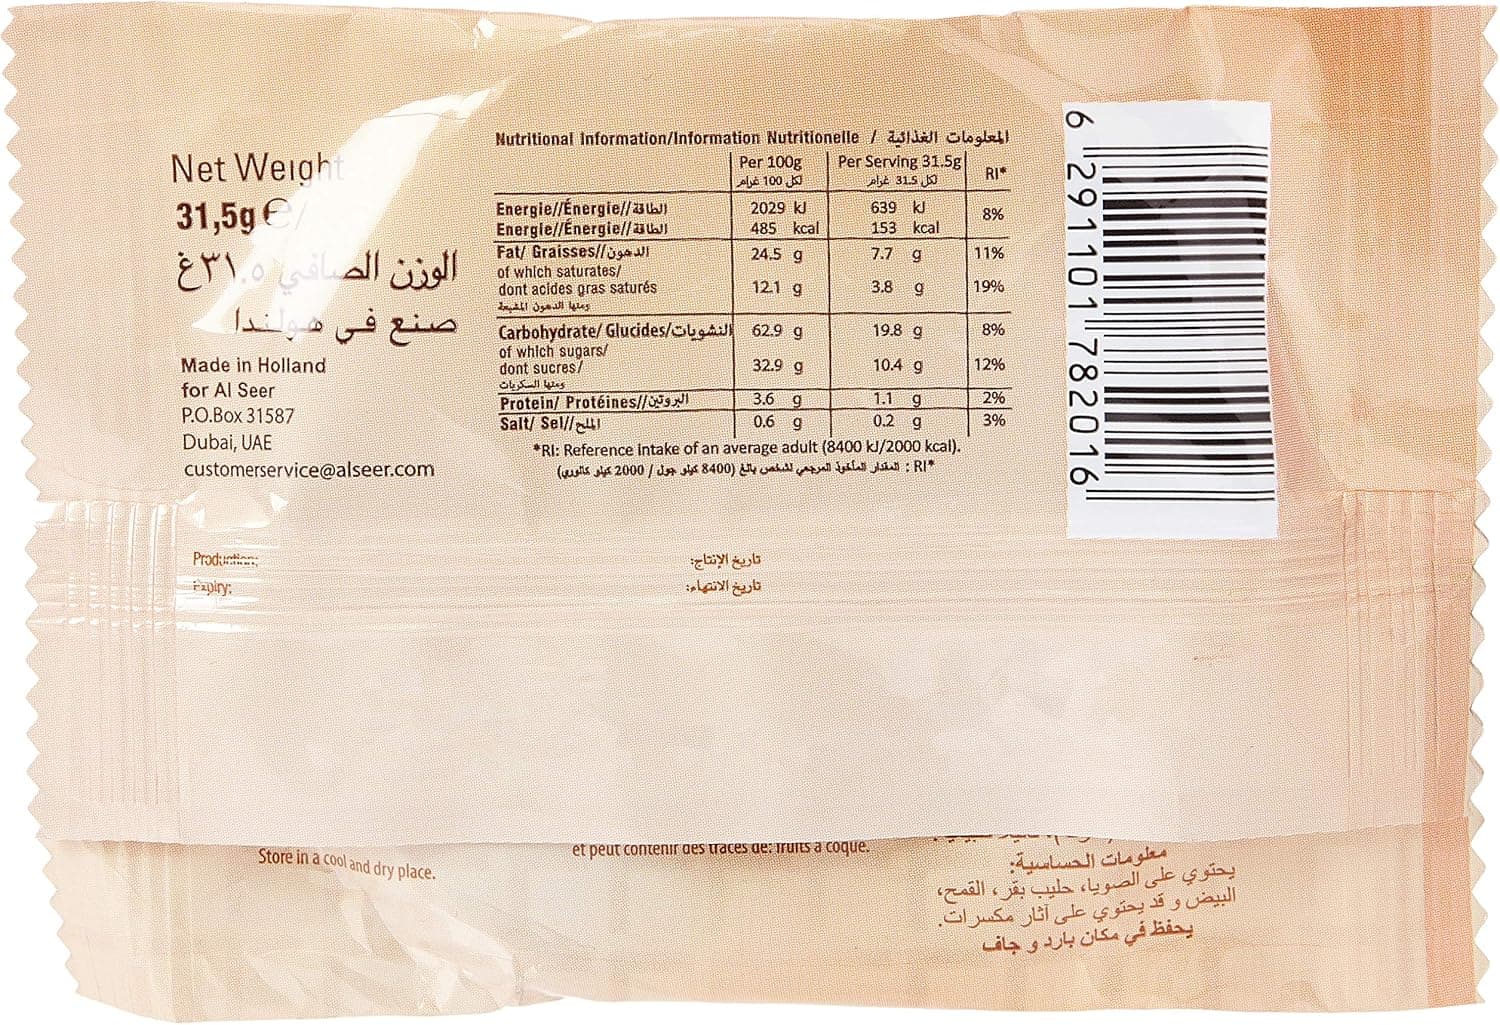 Net Weight
31,5g e/
الوزن الصافي ٣١.٥غ
صنع في هولندا
Made in Holland
for Al Seer
P.O.Box 31587
Dubai, UAE
customerservice@alseer.com
Nutritional Information/Information Nutritionelle / المعلومات الغذائية
Per 100g Per Serving 31.5g RI*
لكل 100 غرام لكل 31.5 غرام
Energie//Énergie//الطاقة 2029 kJ 639 kJ 8%
Energie//Énergie//الطاقة 485 kcal 153 kcal
Fat/ Graisses//الدهون 24.5 g 7.7 g 11%
of which saturates/
dont acides gras saturés 12.1 g 3.8 g 19%
ومنها الدهون المشبعة
Carbohydrate/ Glucides/النشويات 62.9 g 19.8 g 8%
of which sugars/
dont sucres/ 32.9 g 10.4 g 12%
ومنها السكريات
Protein/ Protéines//البروتين 3.6 g 1.1 g 2%
Salt/ Sel//الملح 0.6 g 0.2 g 3%
*RI: Reference intake of an average adult (8400 kJ/2000 kcal).
*RI : المقدار المأخوذ المرجعي لشخص بالغ (8400 كيلو جول / 2000 كيلو كالوري)
6 291101 782016
Production: تاريخ الإنتاج:
Expiry: تاريخ الانتهاء:
Store in a cool and dry place.
et peut contenir des traces de: fruits à coque.
معلومات الحساسية:
يحتوي على الصويا، حليب بقر، القمح،
البيض و قد يحتوي على آثار مكسرات.
يحفظ في مكان بارد و جاف